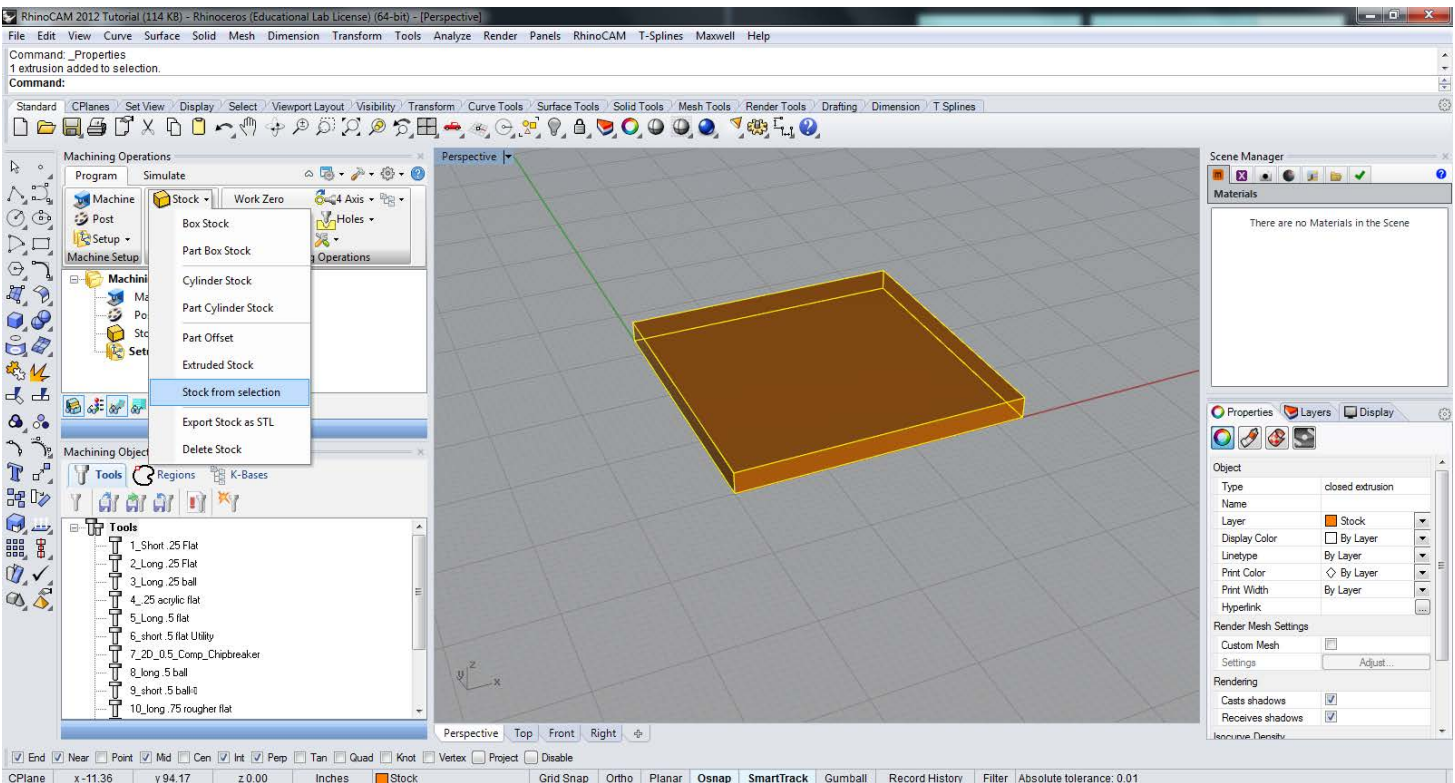 RhinoCAM 2012 Tutorial (114 KB) - Rhinoceros (Educational Lab License) (64-bit) - [Perspective]
File Edit View Curve Surface Solid Mesh Dimension Transform Tools Analyze Render Panels RhinoCAM T-Splines Maxwell Help
Command: _Properties
1 extrusion added to selection.
Command:
Standard CPlanes Set View Display Select Viewport Layout Visibility Transform Curve Tools Surface Tools Solid Tools Mesh Tools Render Tools Drafting Dimension T Splines
Machining Operations
Program Simulate
Machine Stock Work Zero 4 Axis
Post Holes
Setup
Machine Setup g Operations
Box Stock
Part Box Stock
Cylinder Stock
Part Cylinder Stock
Part Offset
Extruded Stock
Stock from selection
Export Stock as STL
Delete Stock
Machini
Ma
Po
Sto
Setu
Machining Object
Tools Regions K-Bases
Tools
1_Short .25 Flat
2_Long .25 Flat
3_Long .25 ball
4_.25 acrylic flat
5_Long .5 flat
6_short .5 flat Utility
7_2D_0.5_Comp_Chipbreaker
8_long .5 ball
9_short .5 ball
10_long .75 rougher flat
Perspective
z
y
x
Perspective Top Front Right
Scene Manager
Materials
There are no Materials in the Scene
Properties Layers Display
Object
Type closed extrusion
Name
Layer Stock
Display Color By Layer
Linetype By Layer
Print Color By Layer
Print Width By Layer
Hyperlink ...
Render Mesh Settings
Custom Mesh
Settings Adjust...
Rendering
Casts shadows
Receives shadows
Isocurve Density
End Near Point Mid Cen Int Perp Tan Quad Knot Vertex Project Disable
CPlane x -11.36 y 94.17 z 0.00 Inches Stock Grid Snap Ortho Planar Osnap SmartTrack Gumball Record History Filter Absolute tolerance: 0.01